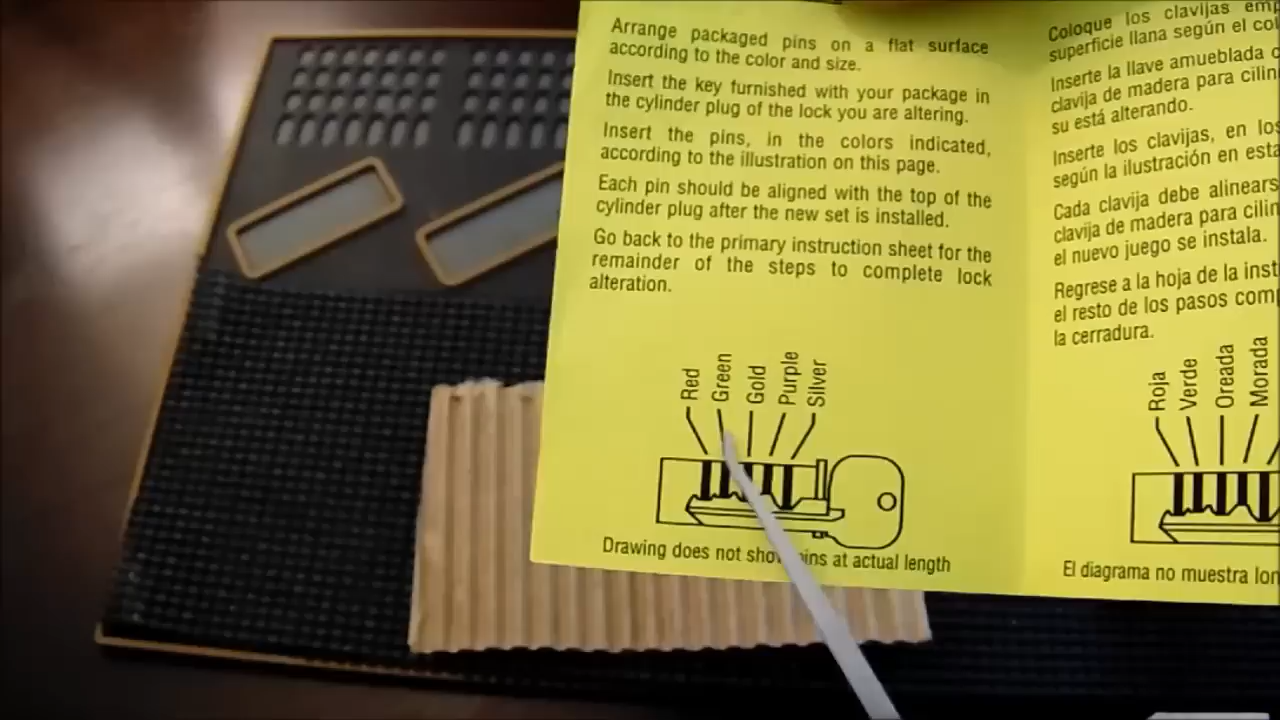 Arrange packaged pins on a flat surface
according to the color and size.
Insert the key furnished with your package in
the cylinder plug of the lock you are altering.
Insert the pins, in the colors indicated,
according to the illustration on this page.
Each pin should be aligned with the top of the
cylinder plug after the new set is installed.
Go back to the primary instruction sheet for the
remainder of the steps to complete lock
alteration.
Red
Green
Gold
Purple
Silver
Drawing does not show pins at actual length
Coloque los clavijas
superficie llana según el
Inserte la llave amueblada
clavija de madera para
su está alterando.
Inserte los clavijas, en
según la ilustración en
Cada clavija debe
clavija de madera para
el nuevo juego se instala.
Regrese a la hoja de la
el resto de los pasos
la cerradura.
Roja
Verde
Oreada
Morada
El diagrama no muestra